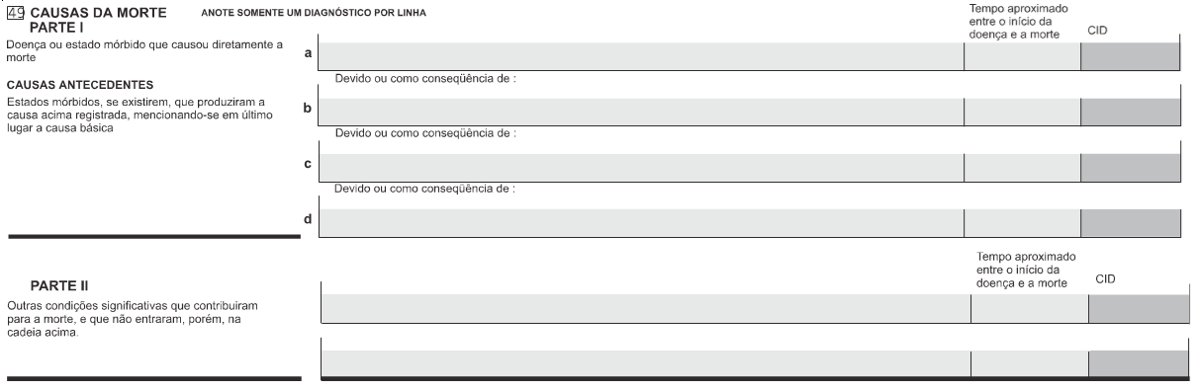 49 CAUSAS DA MORTE ANOTE SOMENTE UM DIAGNÓSTICO POR LINHA
PARTE I
Tempo aproximado
entre o início da
doença e a morte
CID
Doença ou estado mórbido que causou diretamente a
morte
a
Devido ou como conseqüência de :
CAUSAS ANTECEDENTES
Estados mórbidos, se existirem, que produziram a
causa acima registrada, mencionando-se em último
lugar a causa básica
b
Devido ou como conseqüência de :
c
Devido ou como conseqüência de :
d
PARTE II
Tempo aproximado
entre o início da
doença e a morte
CID
Outras condições significativas que contribuiram
para a morte, e que não entraram, porém, na
cadeia acima.